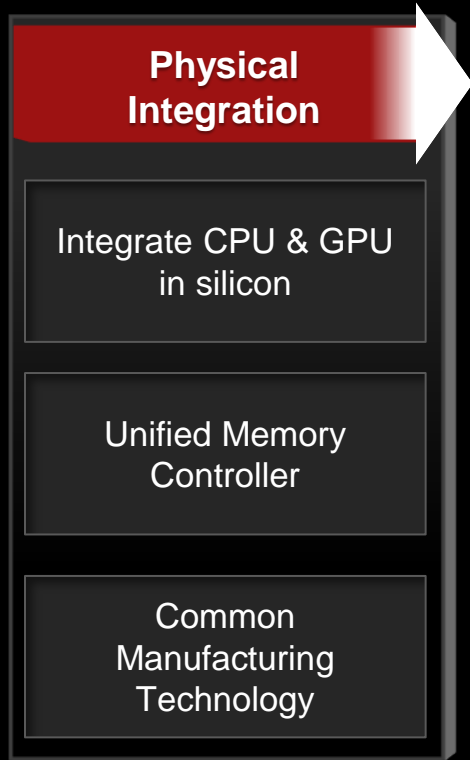 Physical
Integration
Integrate CPU & GPU
in silicon
Unified Memory
Controller
Common
Manufacturing
Technology